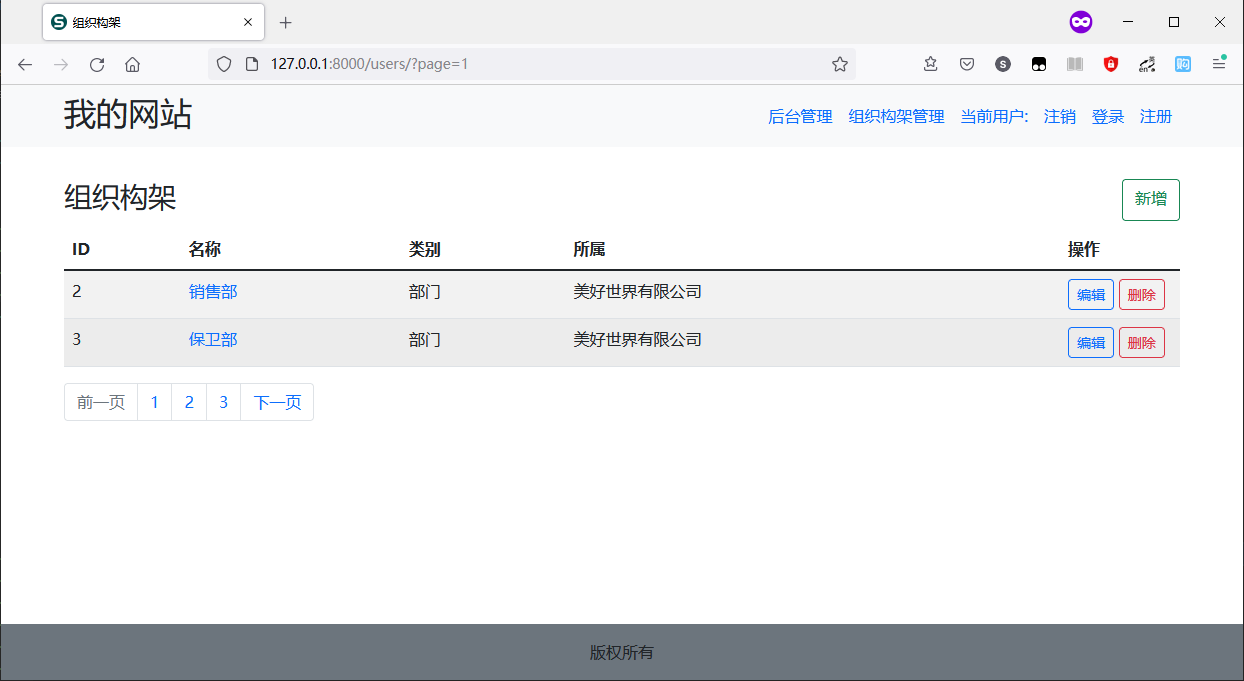 组织构架
127.0.0.1:8000/users/?page=1
我的网站 后台管理 组织构架管理 当前用户: 注销 登录 注册
组织构架 新增
ID 名称 类别 所属 操作
2 销售部 部门 美好世界有限公司 编辑 删除
3 保卫部 部门 美好世界有限公司 编辑 删除
前一页 1 2 3 下一页
版权所有